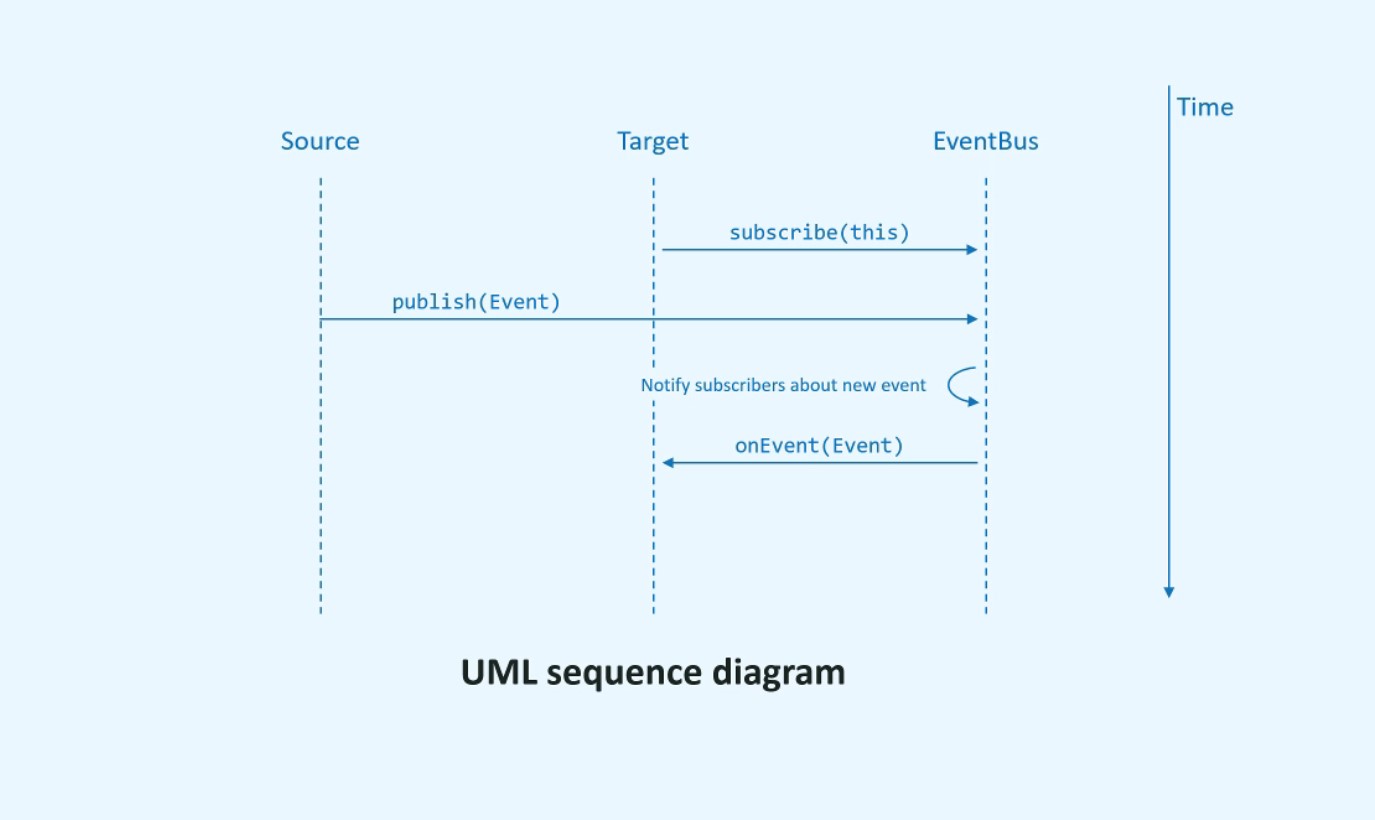 Time
Source
Target
EventBus
subscribe(this)
publish(Event)
Notify subscribers about new event
onEvent(Event)
UML sequence diagram